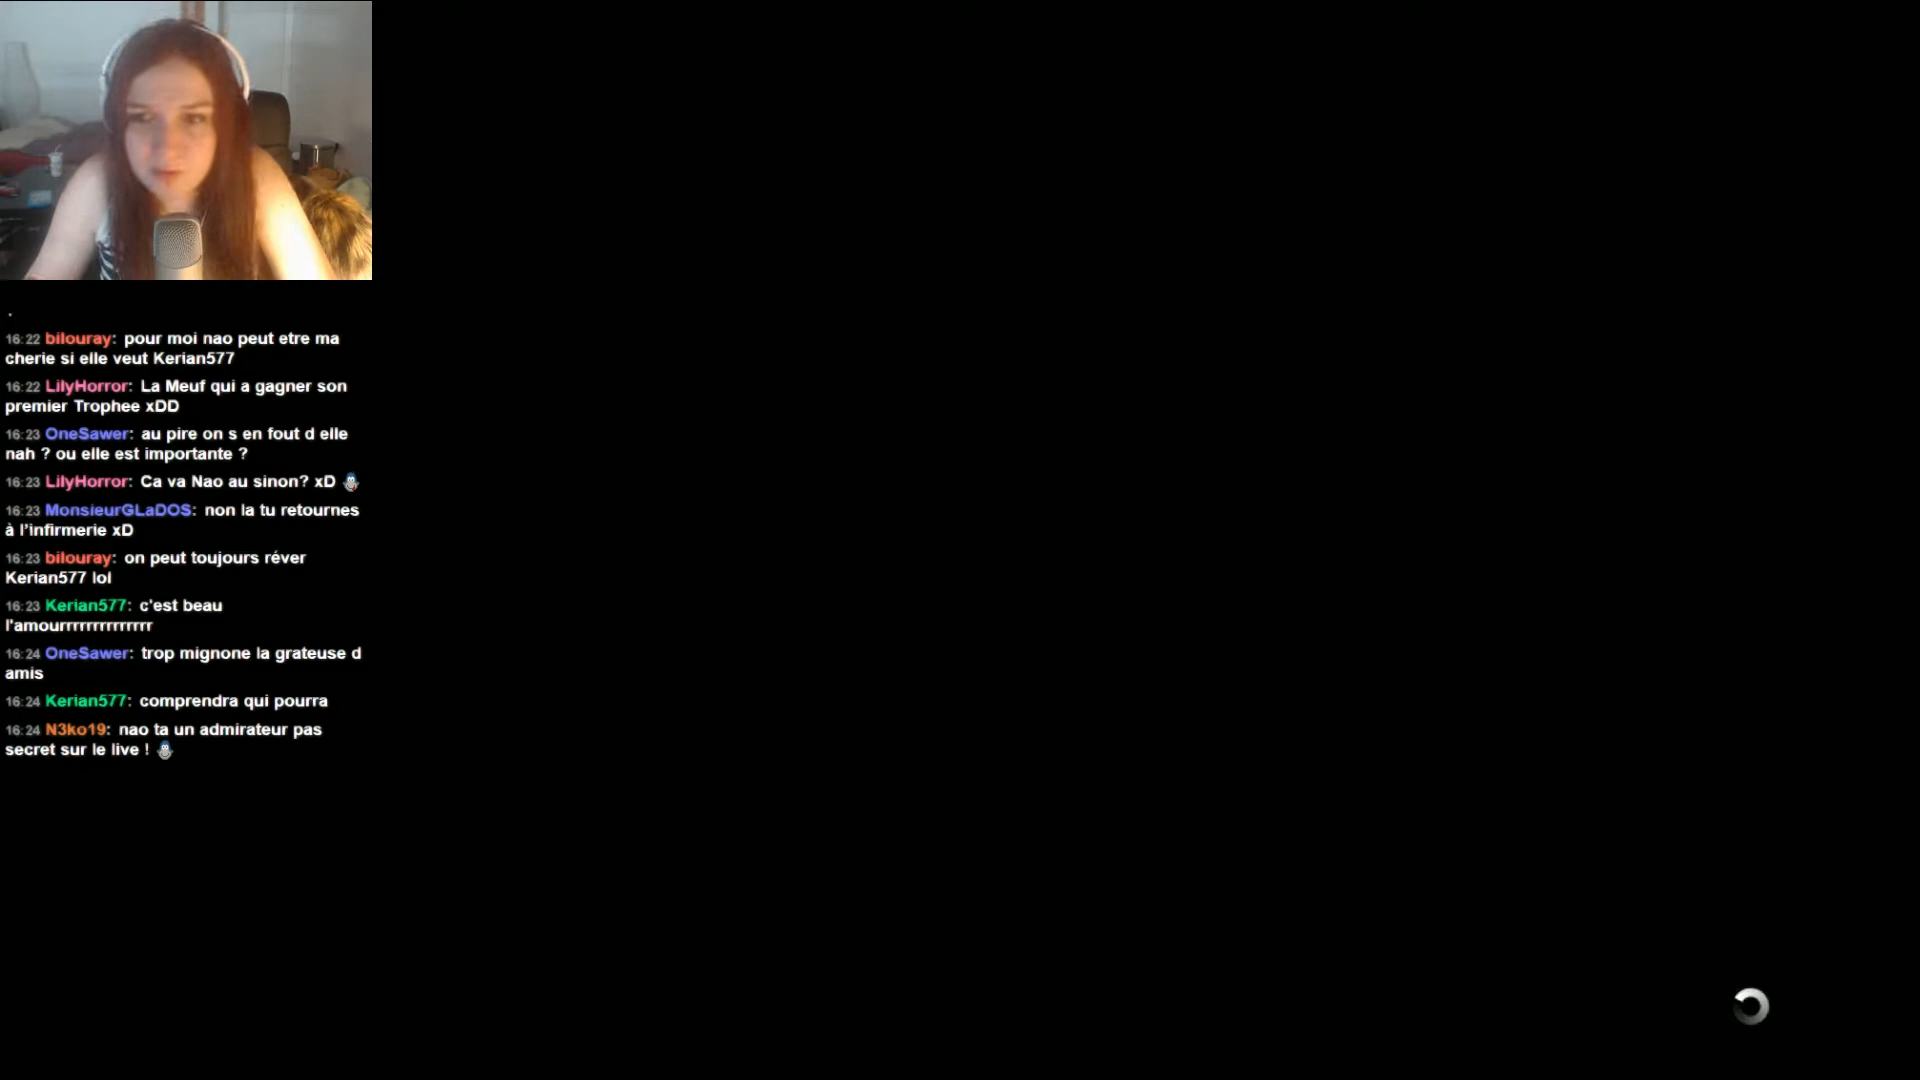 .
16:22 bilouray: pour moi nao peut etre ma
cherie si elle veut Kerian577
16:22 LilyHorror: La Meuf qui a gagner son
premier Trophee xDD
16:23 OneSawer: au pire on s en fout d elle
nah ? ou elle est importante ?
16:23 LilyHorror: Ca va Nao au sinon? xD
16:23 MonsieurGLaDOS: non la tu retournes
à l'infirmerie xD
16:23 bilouray: on peut toujours réver
Kerian577 lol
16:23 Kerian577: c'est beau
l'amourrrrrrrrrrrrrr
16:24 OneSawer: trop mignone la grateuse d
amis
16:24 Kerian577: comprendra qui pourra
16:24 N3ko19: nao ta un admirateur pas
secret sur le live !